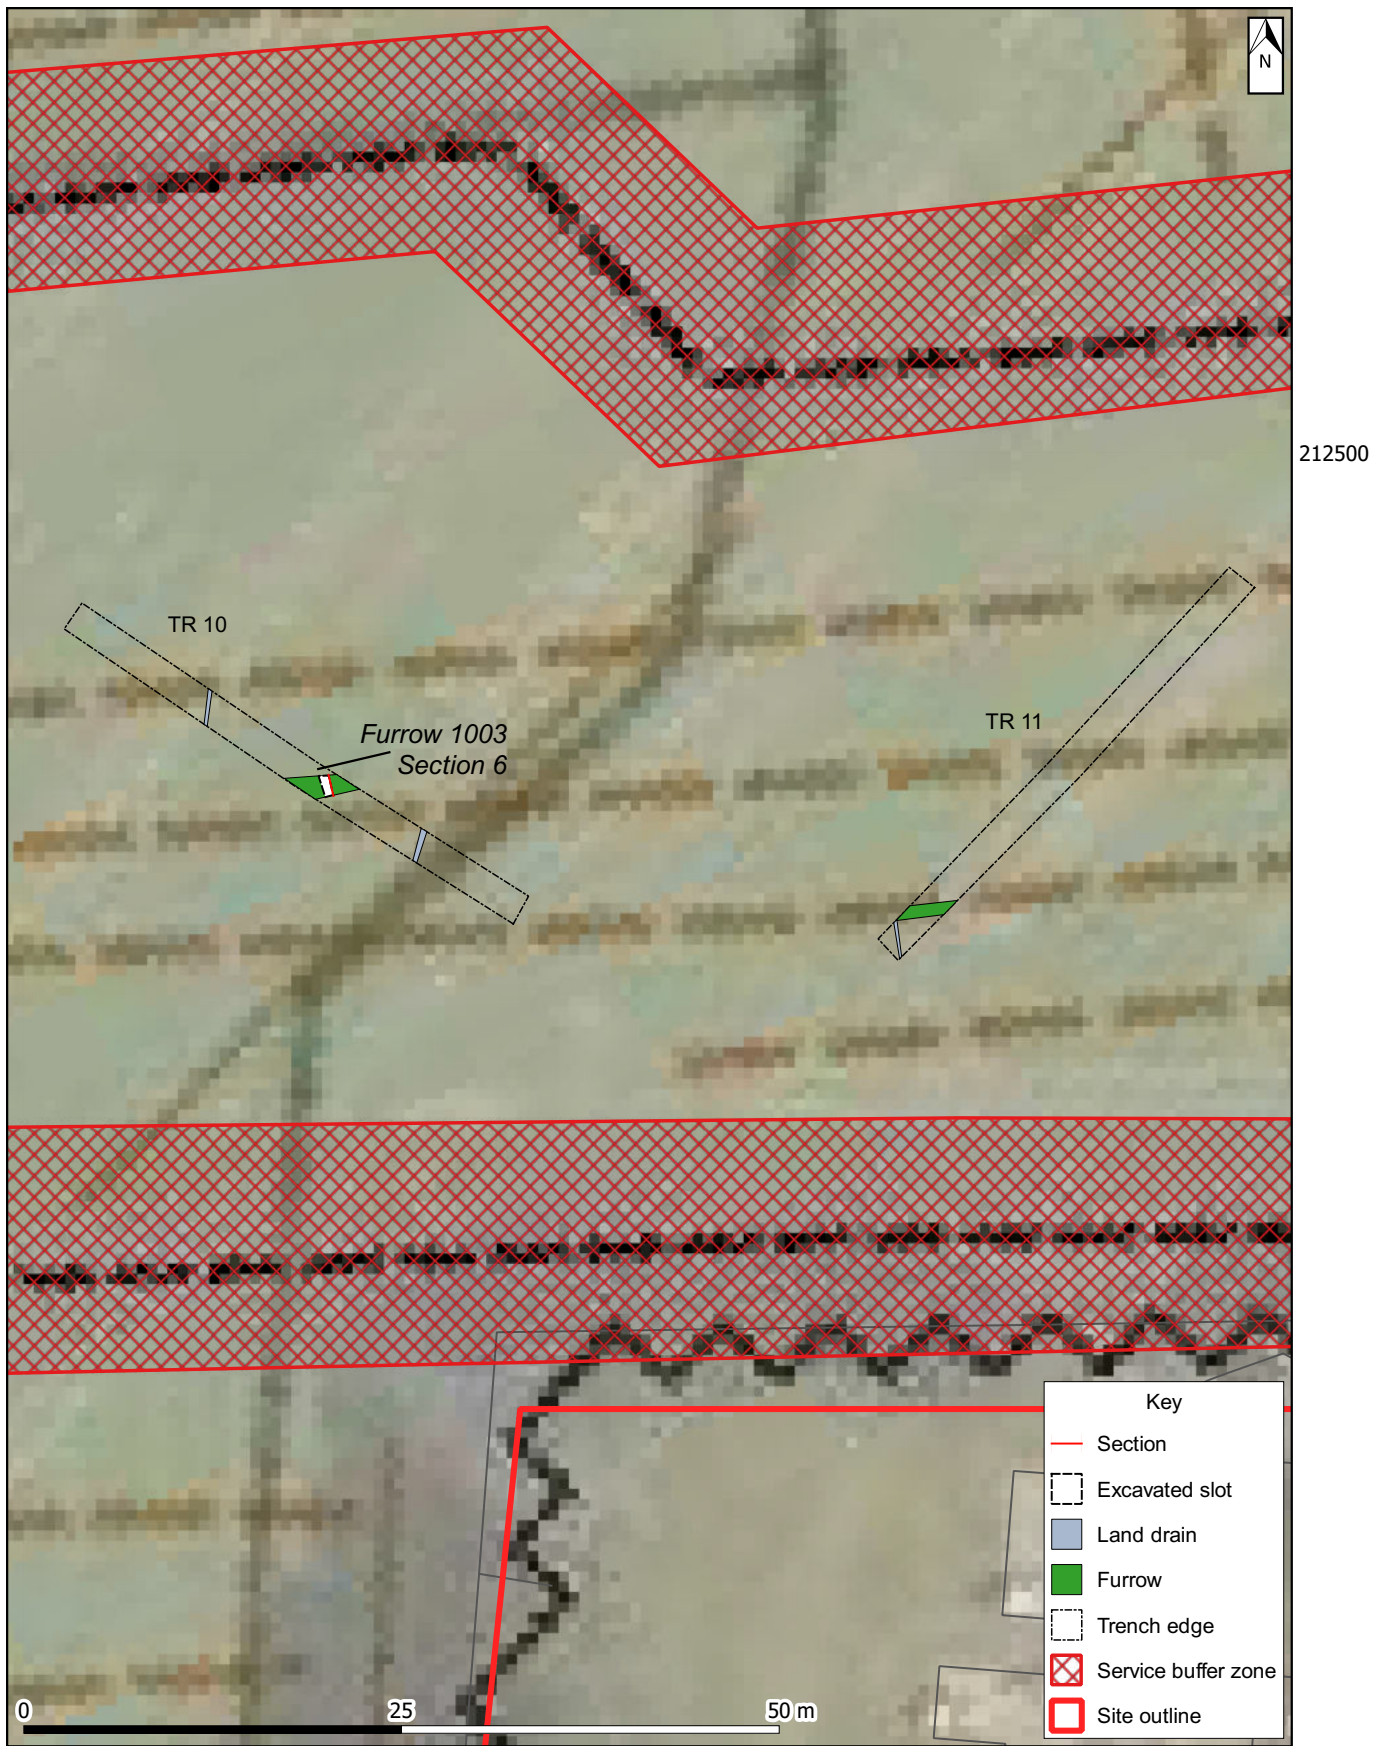 N
212500
TR 10
Furrow 1003
Section 6
TR 11
Key
Section
Excavated slot
Land drain
Furrow
Trench edge
Service buffer zone
Site outline
0 25 50 m